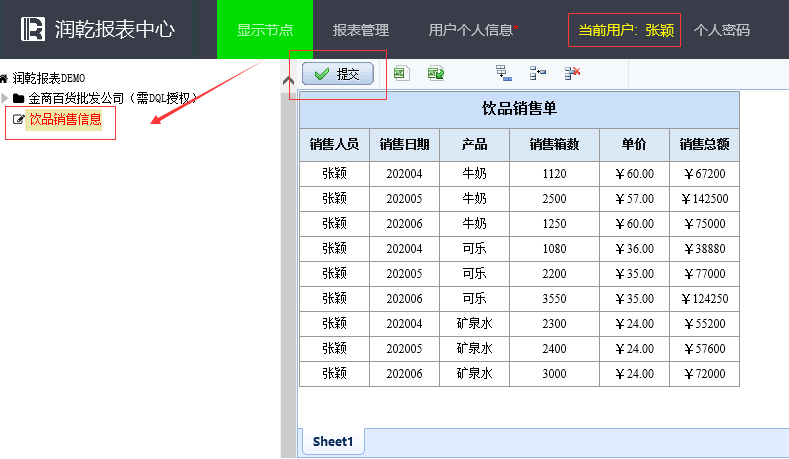 润乾报表中心 显示节点 报表管理 用户个人信息* 当前用户: 张颖 个人密码
润乾报表DEMO
金商百货批发公司（需DQL授权）
饮品销售信息
提交
饮品销售单
销售人员 销售日期 产品 销售箱数 单价 销售总额
张颖 202004 牛奶 1120 ￥60.00 ￥67200
张颖 202005 牛奶 2500 ￥57.00 ￥142500
张颖 202006 牛奶 1250 ￥60.00 ￥75000
张颖 202004 可乐 1080 ￥36.00 ￥38880
张颖 202005 可乐 2200 ￥35.00 ￥77000
张颖 202006 可乐 3550 ￥35.00 ￥124250
张颖 202004 矿泉水 2300 ￥24.00 ￥55200
张颖 202005 矿泉水 2400 ￥24.00 ￥57600
张颖 202006 矿泉水 3000 ￥24.00 ￥72000
Sheet1